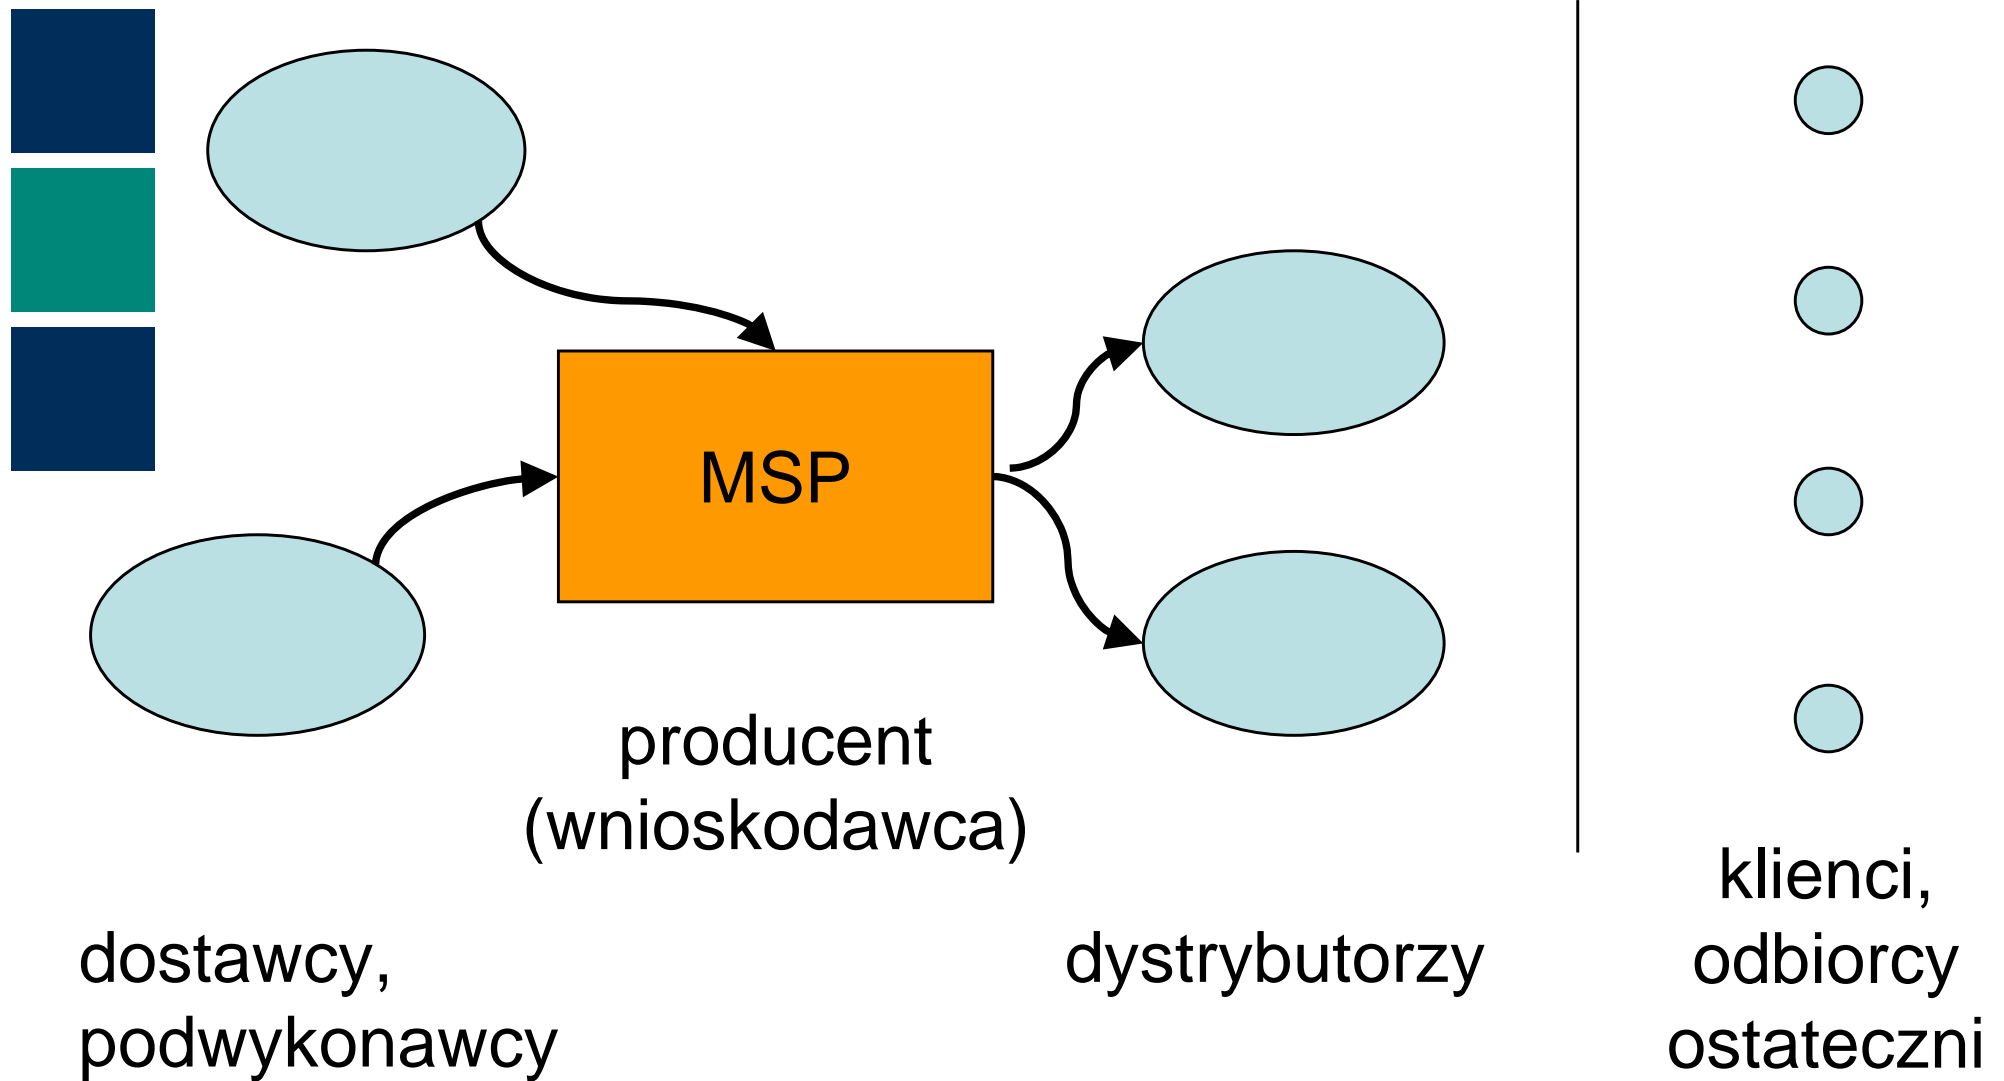 MSP
producent
(wnioskodawca)
dostawcy,
podwykonawcy
dystrybutorzy
klienci,
odbiorcy
ostateczni